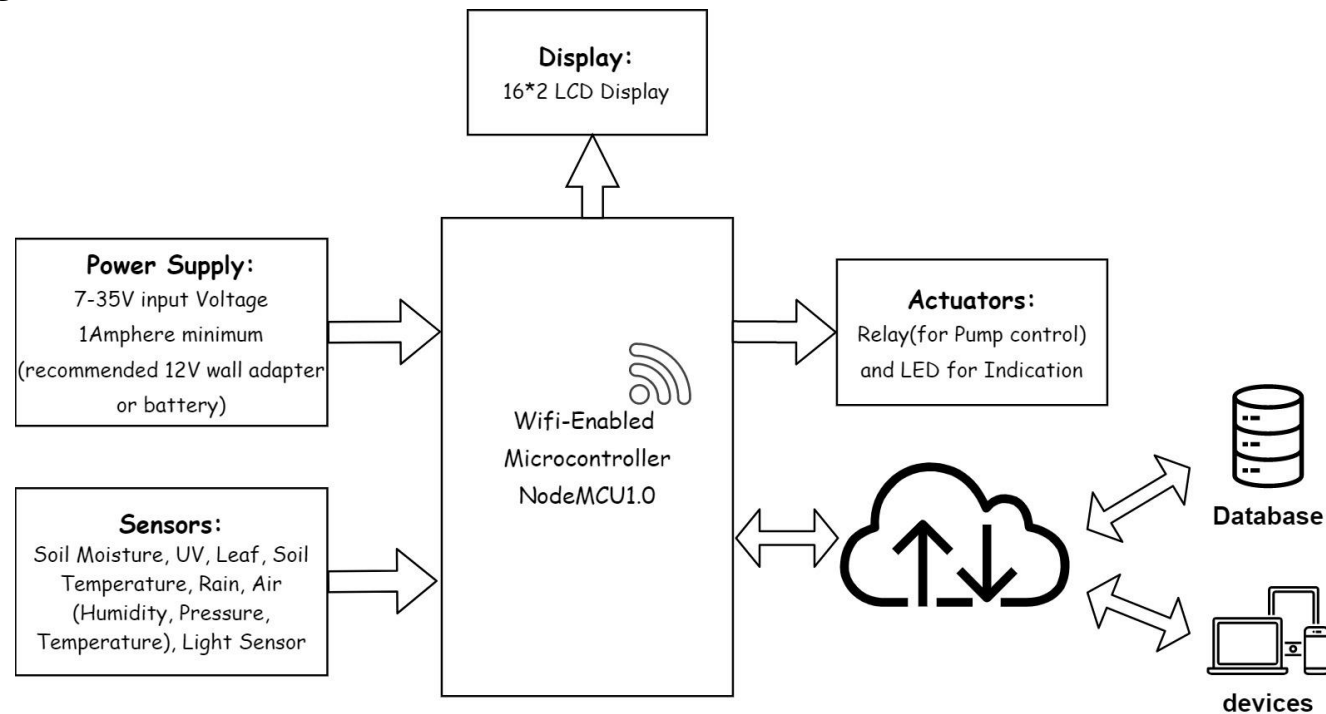 Display:
16*2 LCD Display
Power Supply:
7-35V input Voltage
1Amphere minimum
(recommended 12V wall adapter
or battery)
Sensors:
Soil Moisture, UV, Leaf, Soil
Temperature, Rain, Air
(Humidity, Pressure,
Temperature), Light Sensor
Wifi-Enabled
Microcontroller
NodeMCU1.0
Actuators:
Relay(for Pump control)
and LED for Indication
Database
devices